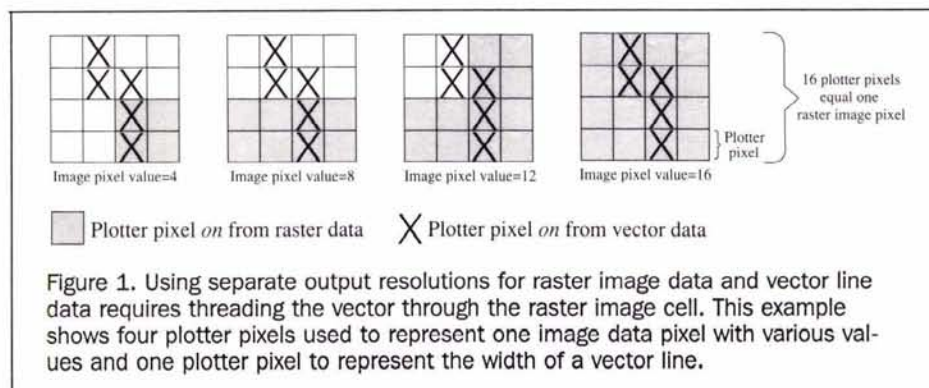 16 plotter pixels
equal one
raster image pixel
Plotter
pixel
Image pixel value=4
Image pixel value=8
Image pixel value=12
Image pixel value=16
Plotter pixel on from raster data
Plotter pixel on from vector data
Figure 1. Using separate output resolutions for raster image data and vector line
data requires threading the vector through the raster image cell. This example
shows four plotter pixels used to represent one image data pixel with various val-
ues and one plotter pixel to represent the width of a vector line.